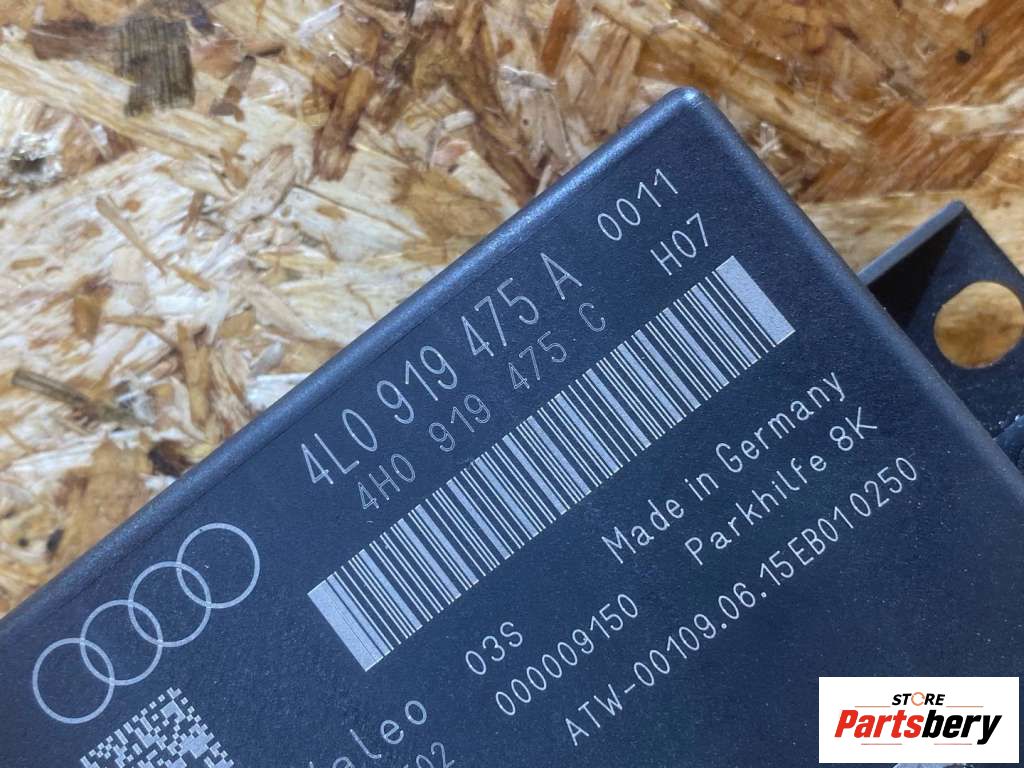 4L0 919 475 A 0011
4H0 919 475 C H07
Made in Germany
Parkhilfe 8K
03S
000009150
ATW-00109.06.15EB010250
STORE
Partsbery